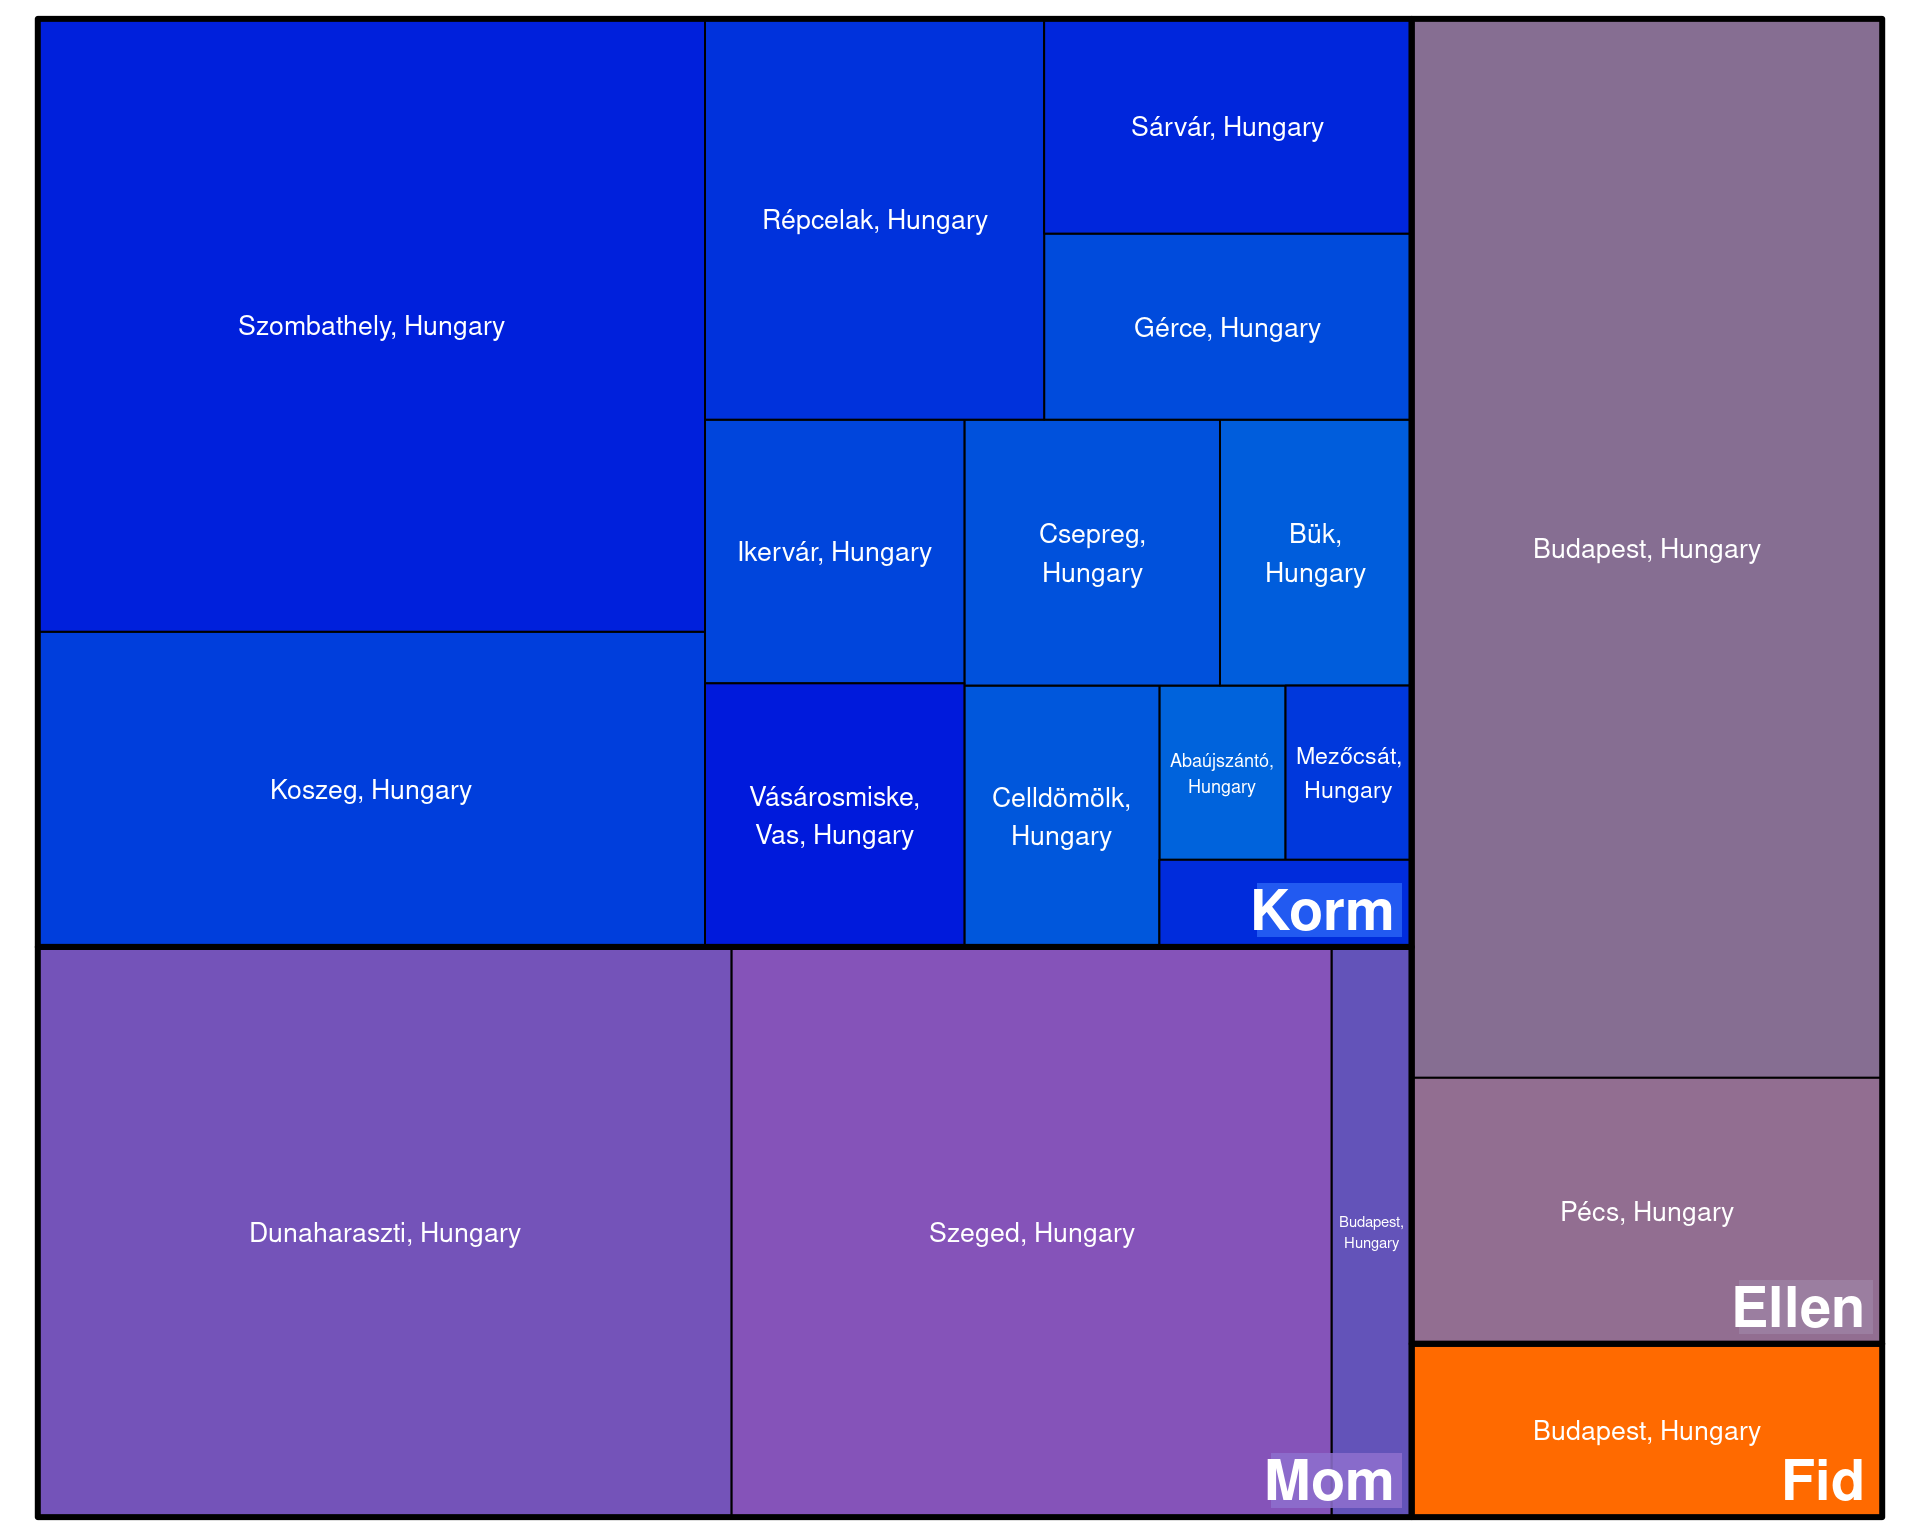 Szombathely, Hungary
Répcelak, Hungary
Sárvár, Hungary
Gérce, Hungary
Koszeg, Hungary
Ikervár, Hungary
Csepreg,
Hungary
Bük,
Hungary
Vásárosmiske,
Vas, Hungary
Celldömölk,
Hungary
Abaújszántó,
Hungary
Mezőcsát,
Hungary
Korm
Budapest, Hungary
Pécs, Hungary
Ellen
Dunaharaszti, Hungary
Szeged, Hungary
Budapest,
Hungary
Mom
Budapest, Hungary
Fid